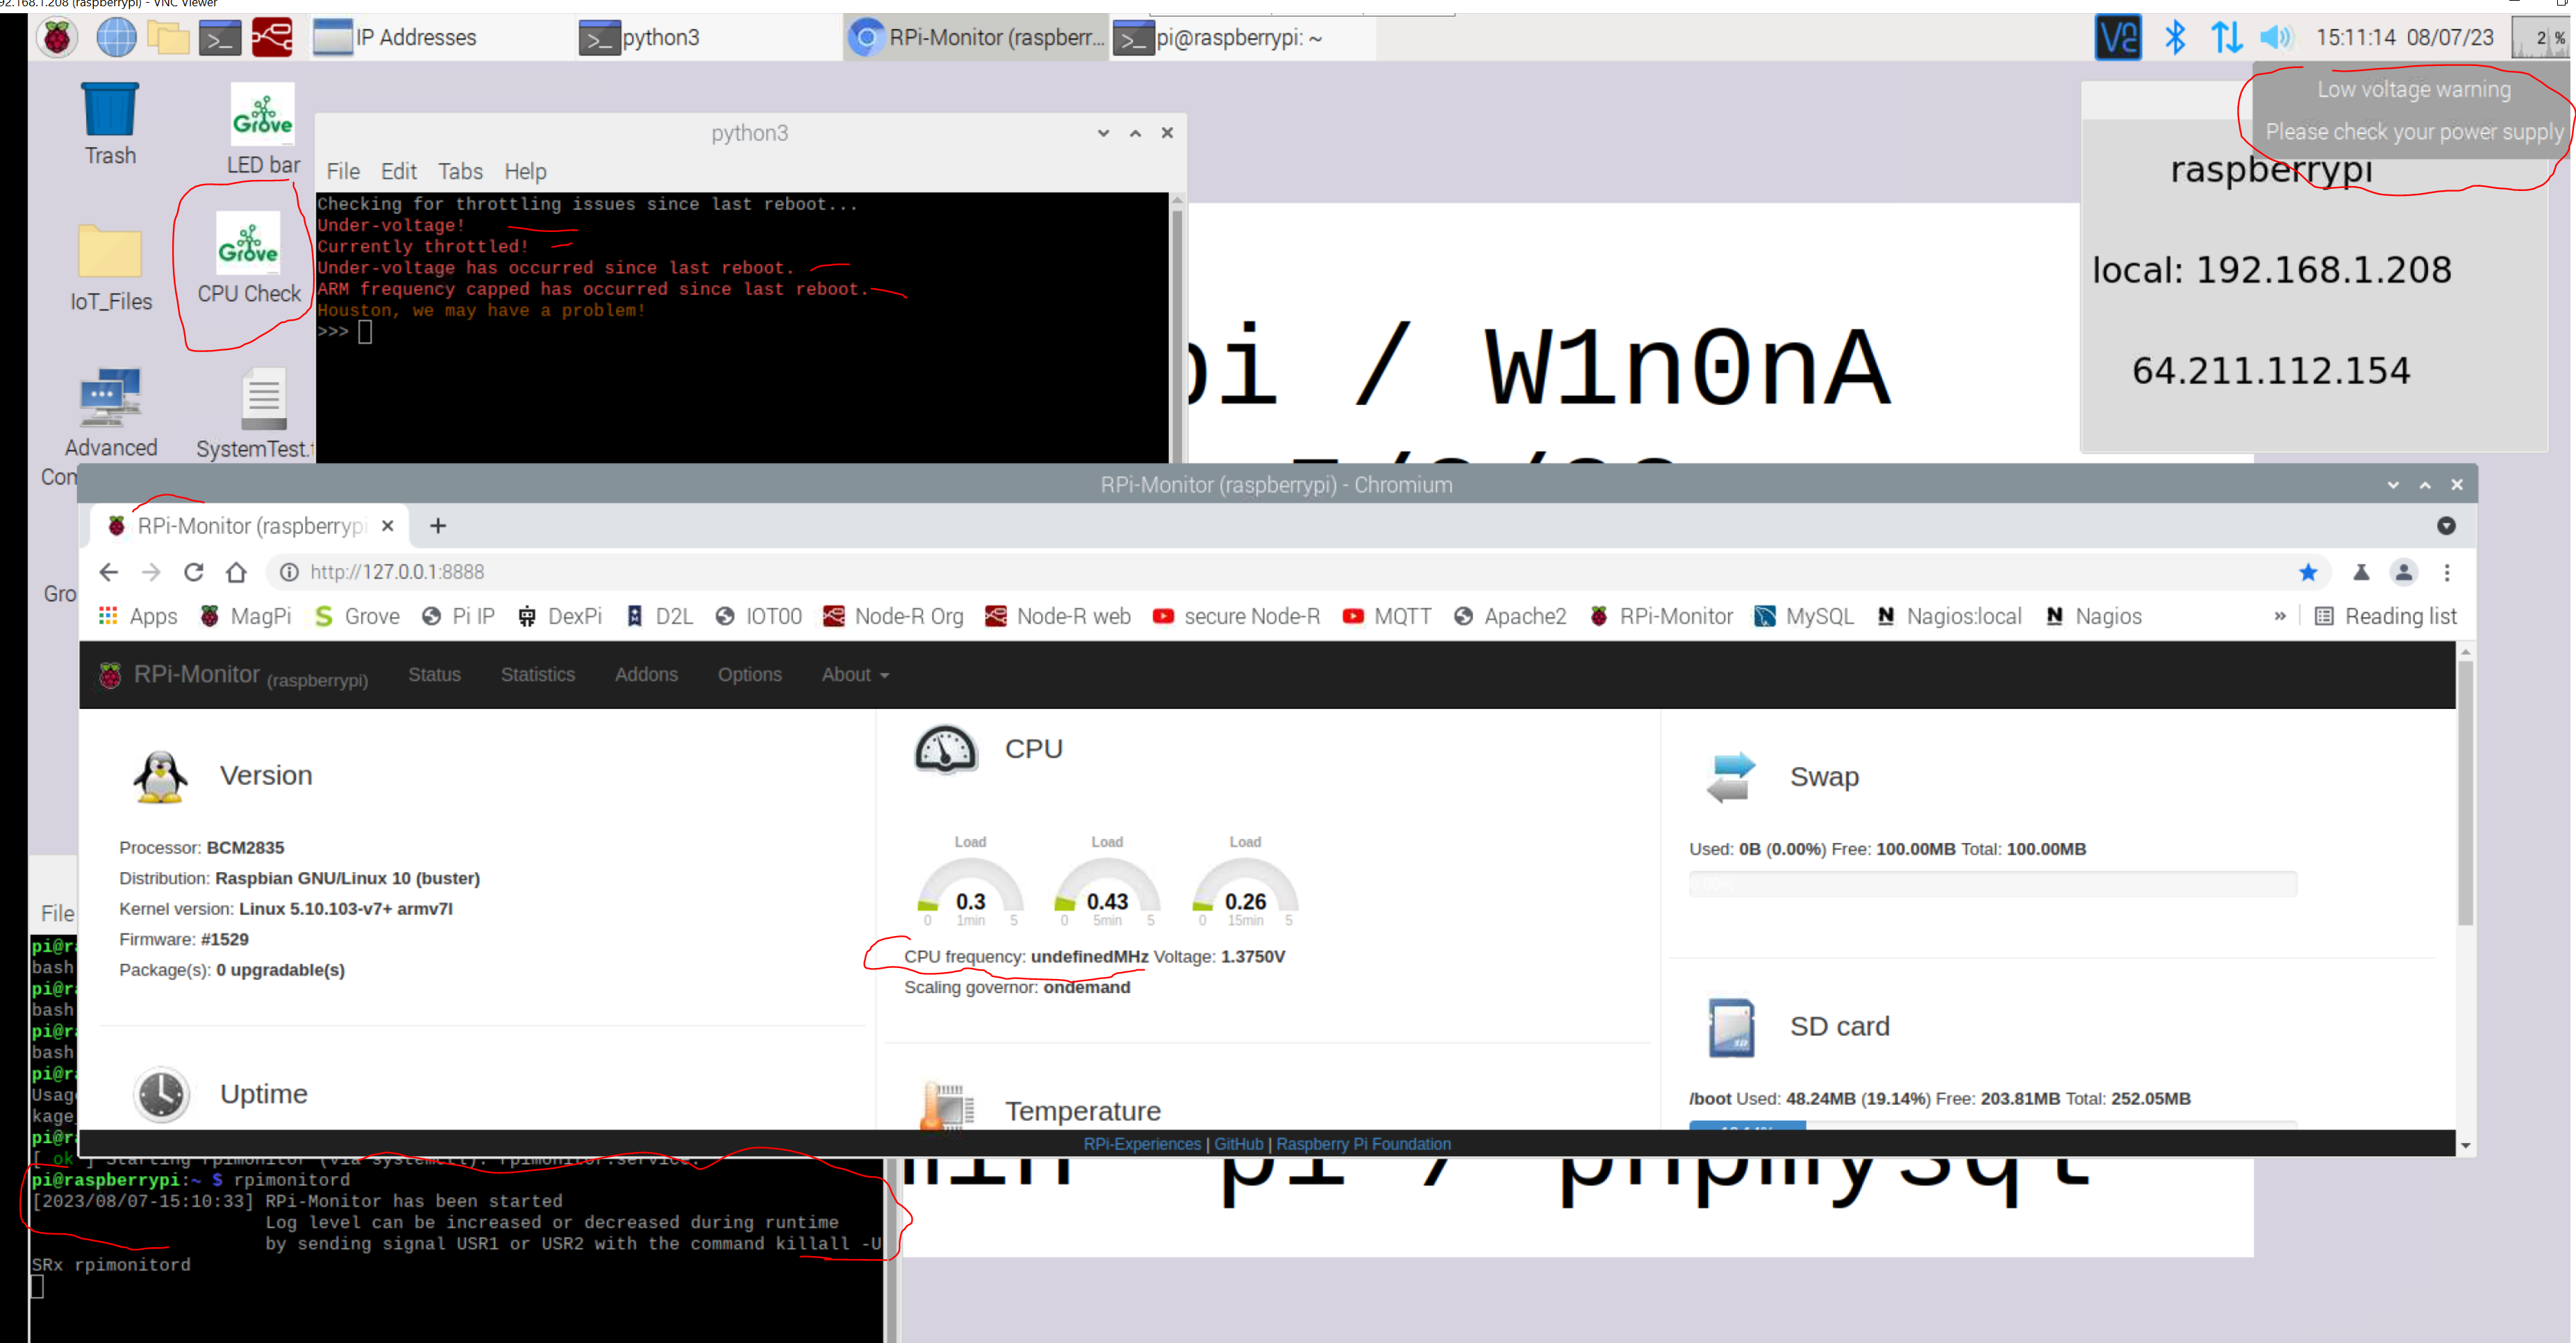 92.168.1.208 (raspberrypi) - VNC Viewer
IP Addresses
python3
RPi-Monitor (raspberr...
pi@raspberrypi: ~
15:11:14 08/07/23
2 %
Low voltage warning
Please check your power supply
Trash
LED bar
IoT_Files
CPU Check
Advanced
Com
SystemTest.t
Gro
Grove
Grove
python3
File Edit Tabs Help
Checking for throttling issues since last reboot...
Under-voltage!
Currently throttled!
Under-voltage has occurred since last reboot.
ARM frequency capped has occurred since last reboot.
Houston, we may have a problem!
>>>
pi / W1n0nA
raspberrypi
local: 192.168.1.208
64.211.112.154
RPi-Monitor (raspberrypi) - Chromium
RPi-Monitor (raspberrypi
http://127.0.0.1:8888
Apps MagPi Grove Pi IP DexPi D2L IOT00 Node-R Org Node-R web secure Node-R MQTT Apache2 RPi-Monitor MySQL Nagios:local Nagios » Reading list
RPi-Monitor (raspberrypi) Status Statistics Addons Options About
Version
Processor: BCM2835
Distribution: Raspbian GNU/Linux 10 (buster)
Kernel version: Linux 5.10.103-v7+ armv7l
Firmware: #1529
Package(s): 0 upgradable(s)
Uptime
CPU
Load Load Load
0.3 0.43 0.26
0 1min 5 0 5min 5 0 15min 5
CPU frequency: undefinedMHz Voltage: 1.3750V
Scaling governor: ondemand
Temperature
Swap
Used: 0B (0.00%) Free: 100.00MB Total: 100.00MB
0.00%
SD card
/boot Used: 48.24MB (19.14%) Free: 203.81MB Total: 252.05MB
RPi-Experiences | GitHub | Raspberry Pi Foundation
File
pi@ra
bash
pi@ra
bash
pi@ra
bash
pi@ra
Usag
kage
pi@ra
[ ok ] Starting rpimonitor (via systemctl): rpimonitor.service.
pi@raspberrypi:~ $ rpimonitord
[2023/08/07-15:10:33] RPi-Monitor has been started
Log level can be increased or decreased during runtime
by sending signal USR1 or USR2 with the command killall -U
SRx rpimonitord
pi / phpmysql